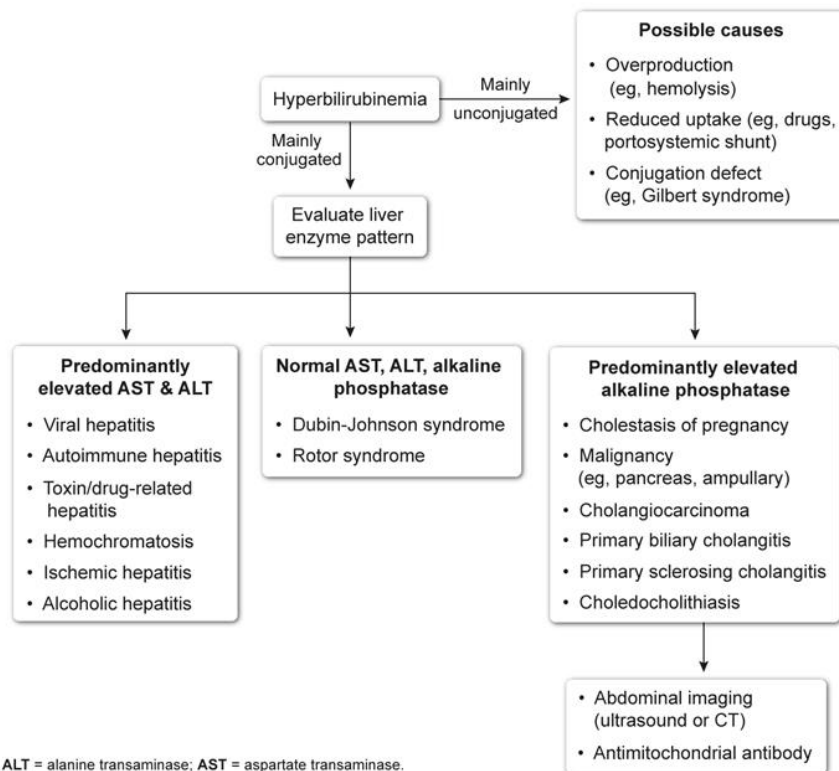 Possible causes
• Overproduction
(eg, hemolysis)
• Reduced uptake (eg, drugs,
portosystemic shunt)
• Conjugation defect
(eg, Gilbert syndrome)
Hyperbilirubinemia
Mainly
unconjugated
Mainly
conjugated
Evaluate liver
enzyme pattern
Predominantly
elevated AST & ALT
• Viral hepatitis
• Autoimmune hepatitis
• Toxin/drug-related
hepatitis
• Hemochromatosis
• Ischemic hepatitis
• Alcoholic hepatitis
Normal AST, ALT, alkaline
phosphatase
• Dubin-Johnson syndrome
• Rotor syndrome
Predominantly elevated
alkaline phosphatase
• Cholestasis of pregnancy
• Malignancy
(eg, pancreas, ampullary)
• Cholangiocarcinoma
• Primary biliary cholangitis
• Primary sclerosing cholangitis
• Choledocholithiasis
• Abdominal imaging
(ultrasound or CT)
• Antimitochondrial antibody
ALT = alanine transaminase; AST = aspartate transaminase.